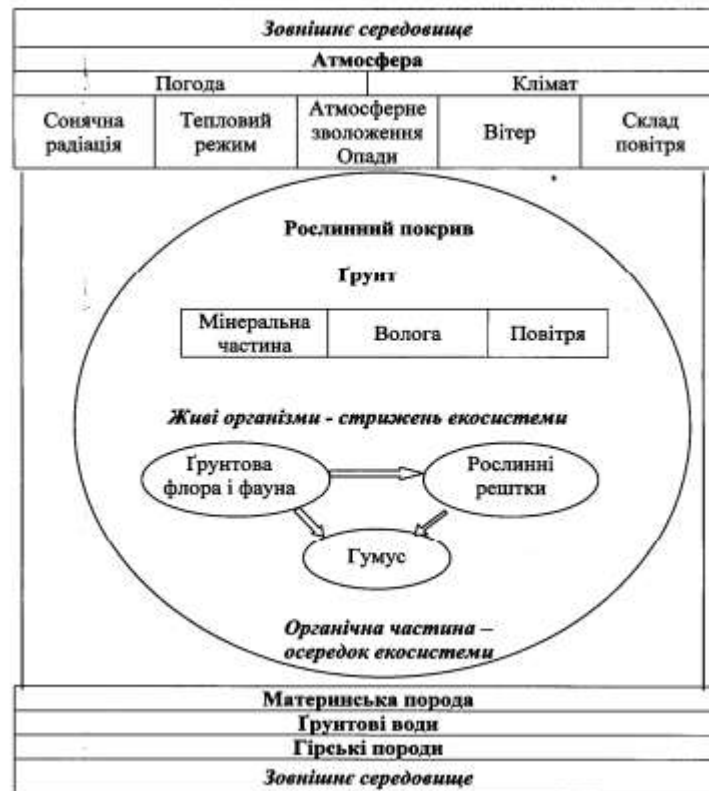 Зовнішнє середовище
Атмосфера
Погода Клімат
Сонячна радіація
Тепловий режим
Атмосферне зволоження Опади
Вітер
Склад повітря
Рослинний покрив
Ґрунт
Мінеральна частина
Волога
Повітря
Живі організми - стрижень екосистеми
Ґрунтова флора і фауна
Рослинні рештки
Гумус
Органічна частина –
осередок екосистеми
Материнська порода
Ґрунтові води
Гірські породи
Зовнішнє середовище